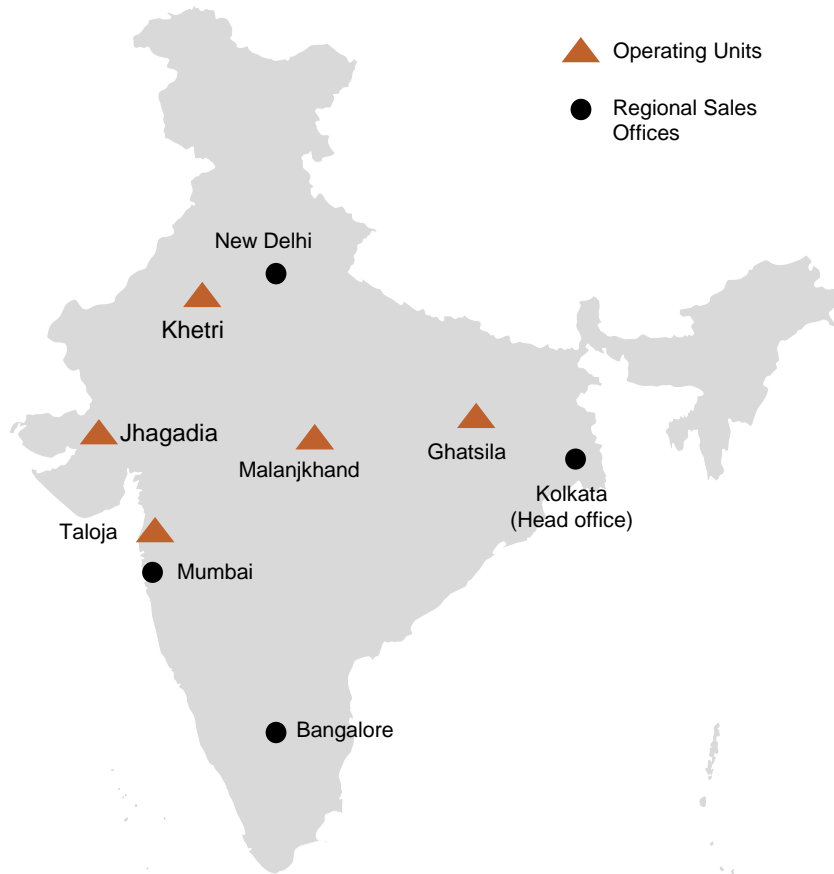 Operating Units
Regional Sales
Offices
New Delhi
Khetri
Jhagadia
Malanjkhand
Ghatsila
Kolkata
(Head office)
Taloja
Mumbai
Bangalore